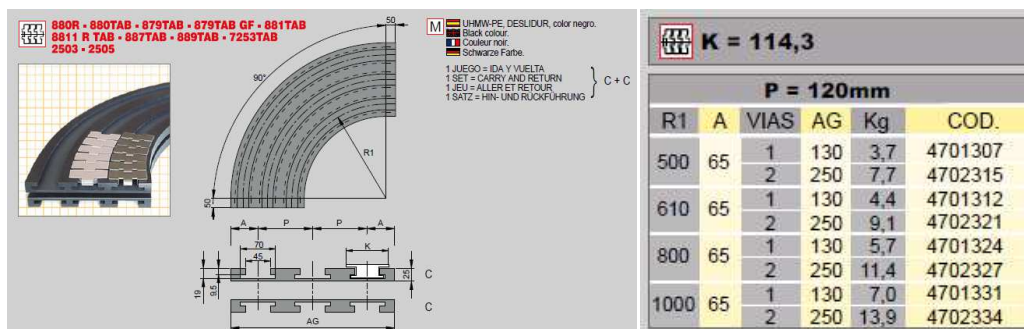 880R - 880TAB - 879TAB - 879TAB GF - 881TAB
8811 R TAB - 887TAB - 889TAB - 7253TAB
2503 - 2505
50
90°
R1
50
A P P A
70
45
K
19
9,5
25
C
C
AG
M
UHMW-PE, DESLIDUR, color negro.
Black colour.
Couleur noir.
Schwarze Farbe.
1 JUEGO = IDA Y VUELTA
1 SET = CARRY AND RETURN
1 JEU = ALLER ET RETOUR
1 SATZ = HIN- UND RÜCKFÜHRUNG
C + C
K = 114,3
P = 120mm
R1 A VIAS AG Kg COD.
500 65 1 130 3,7 4701307
2 250 7,7 4702315
610 65 1 130 4,4 4701312
2 250 9,1 4702321
800 65 1 130 5,7 4701324
2 250 11,4 4702327
1000 65 1 130 7,0 4701331
2 250 13,9 4702334